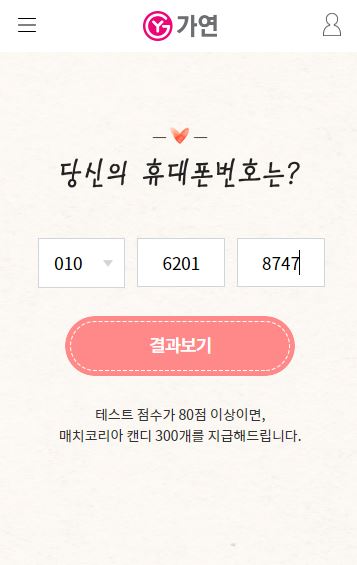 가연
당신의 휴대폰번호는?
010 6201 8747
결과보기
테스트 점수가 80점 이상이면,
매치코리아 캔디 300개를 지급해드립니다.